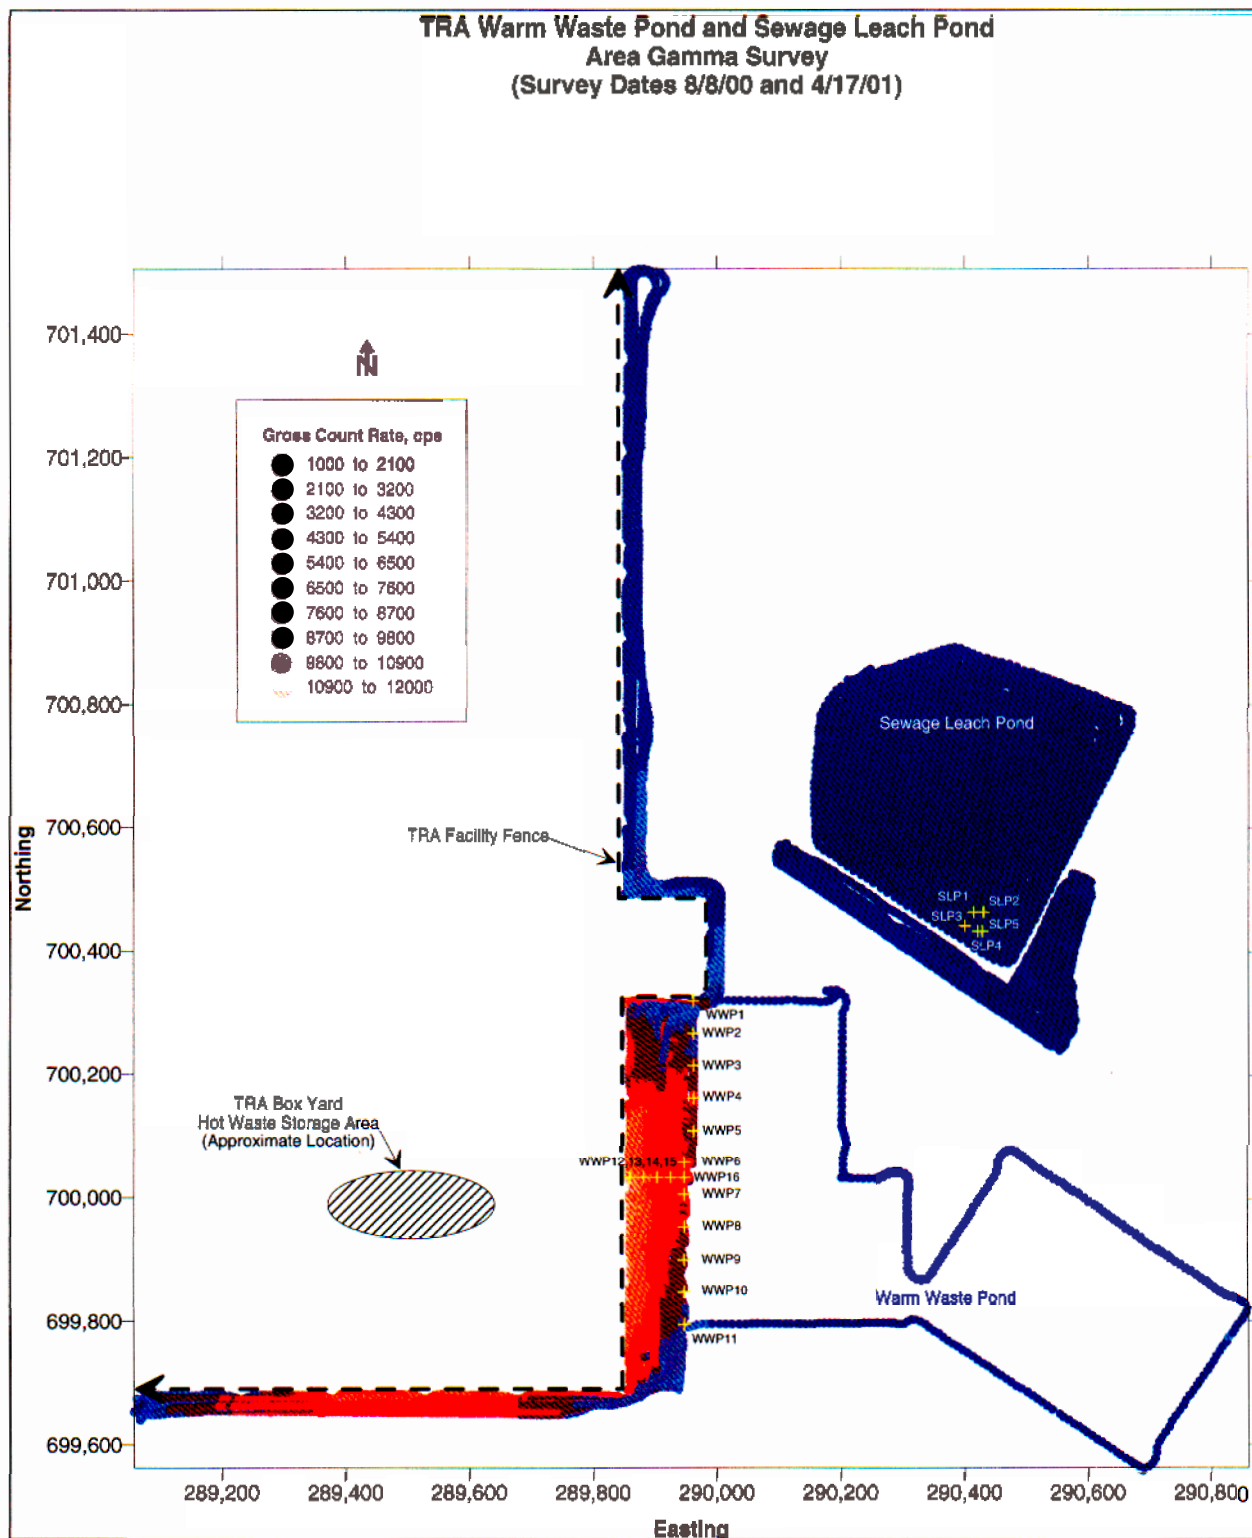 TRA Warm Waste Pond and Sewage Leach Pond
Area Gamma Survey
(Survey Dates 8/8/00 and 4/17/01)
N
Gross Count Rate, cps
1000 to 2100
2100 to 3200
3200 to 4300
4300 to 5400
5400 to 6500
6500 to 7600
7600 to 8700
8700 to 9800
9800 to 10900
10900 to 12000
701,400
701,200
701,000
700,800
700,600
700,400
700,200
700,000
699,800
699,600
Northing
Sewage Leach Pond
TRA Facility Fence
SLP1
SLP2
SLP3
SLP5
SLP4
WWP1
WWP2
WWP3
WWP4
WWP5
WWP6
WWP12,13,14,15
WWP16
WWP7
WWP8
WWP9
WWP10
WWP11
TRA Box Yard
Hot Waste Storage Area
(Approximate Location)
Warm Waste Pond
289,200
289,400
289,600
289,800
290,000
290,200
290,400
290,600
290,800
Easting